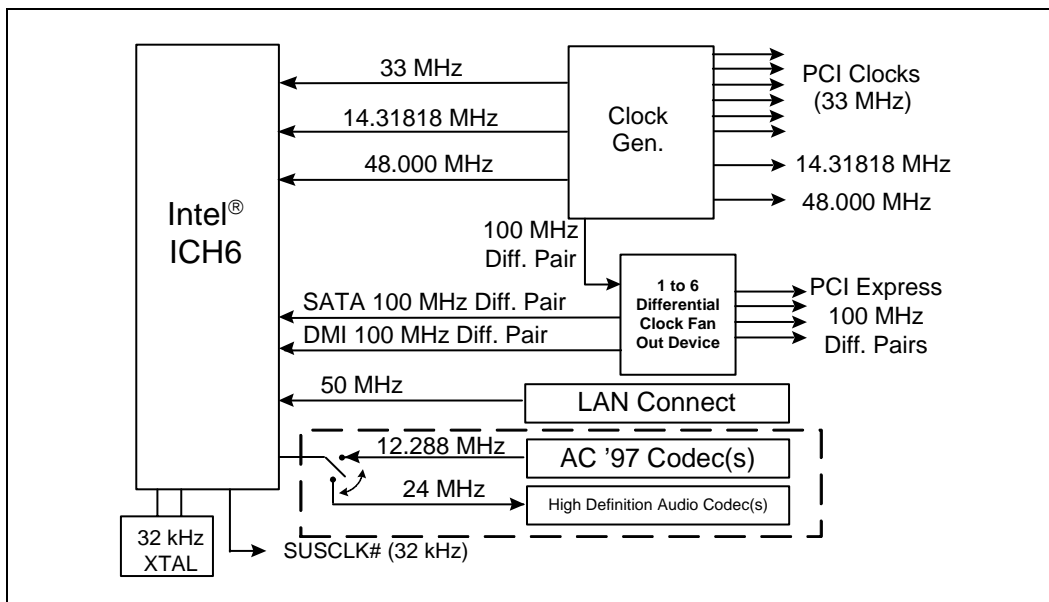 33 MHz
14.31818 MHz
48.000 MHz
Intel®
ICH6
Clock
Gen.
PCI Clocks
(33 MHz)
14.31818 MHz
48.000 MHz
100 MHz
Diff. Pair
1 to 6
Differential
Clock Fan
Out Device
PCI Express
100 MHz
Diff. Pairs
SATA 100 MHz Diff. Pair
DMI 100 MHz Diff. Pair
50 MHz
LAN Connect
12.288 MHz
AC ’97 Codec(s)
24 MHz
High Definition Audio Codec(s)
32 kHz
XTAL
SUSCLK# (32 kHz)